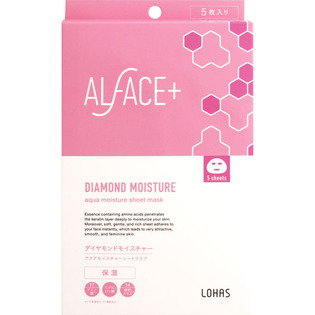 5枚入り
ALFACE+
5 sheets
DIAMOND MOISTURE
aqua moisture sheet mask
Essence containing amino acids penetrates
the keratin layer deeply to moisturize your skin.
Moreover, soft, gentle, and rich sheet adheres to
your face instantly, which leads to very attractive,
smooth, and feminine skin.
ダイヤモンドモイスチャー
アクアモイスチャーシートマスク
保湿
LOHAS